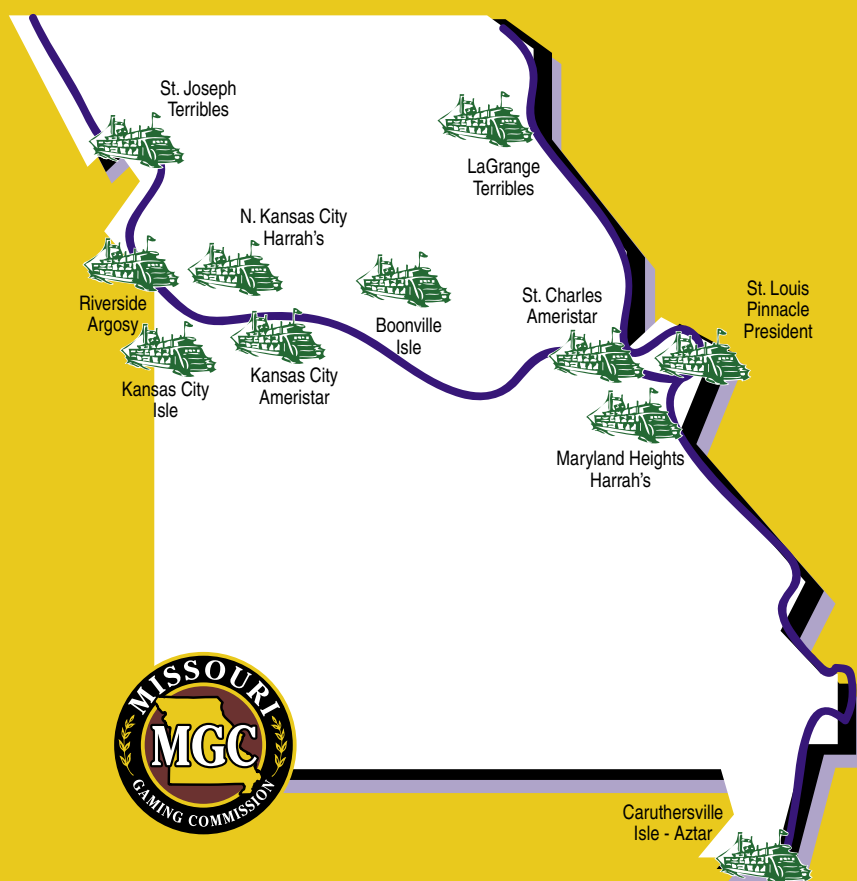 St. Joseph
Terribles
LaGrange
Terribles
N. Kansas City
Harrah's
Riverside
Argosy
Boonville
Isle
St. Charles
Ameristar
St. Louis
Pinnacle
President
Kansas City
Isle
Kansas City
Ameristar
Maryland Heights
Harrah's
MISSOURI
MGC
GAMING COMMISSION
Caruthersville
Isle - Aztar